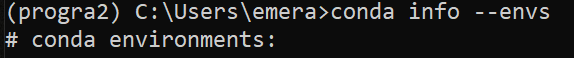 (progra2) C:\Users\emera>conda info --envs
# conda environments: